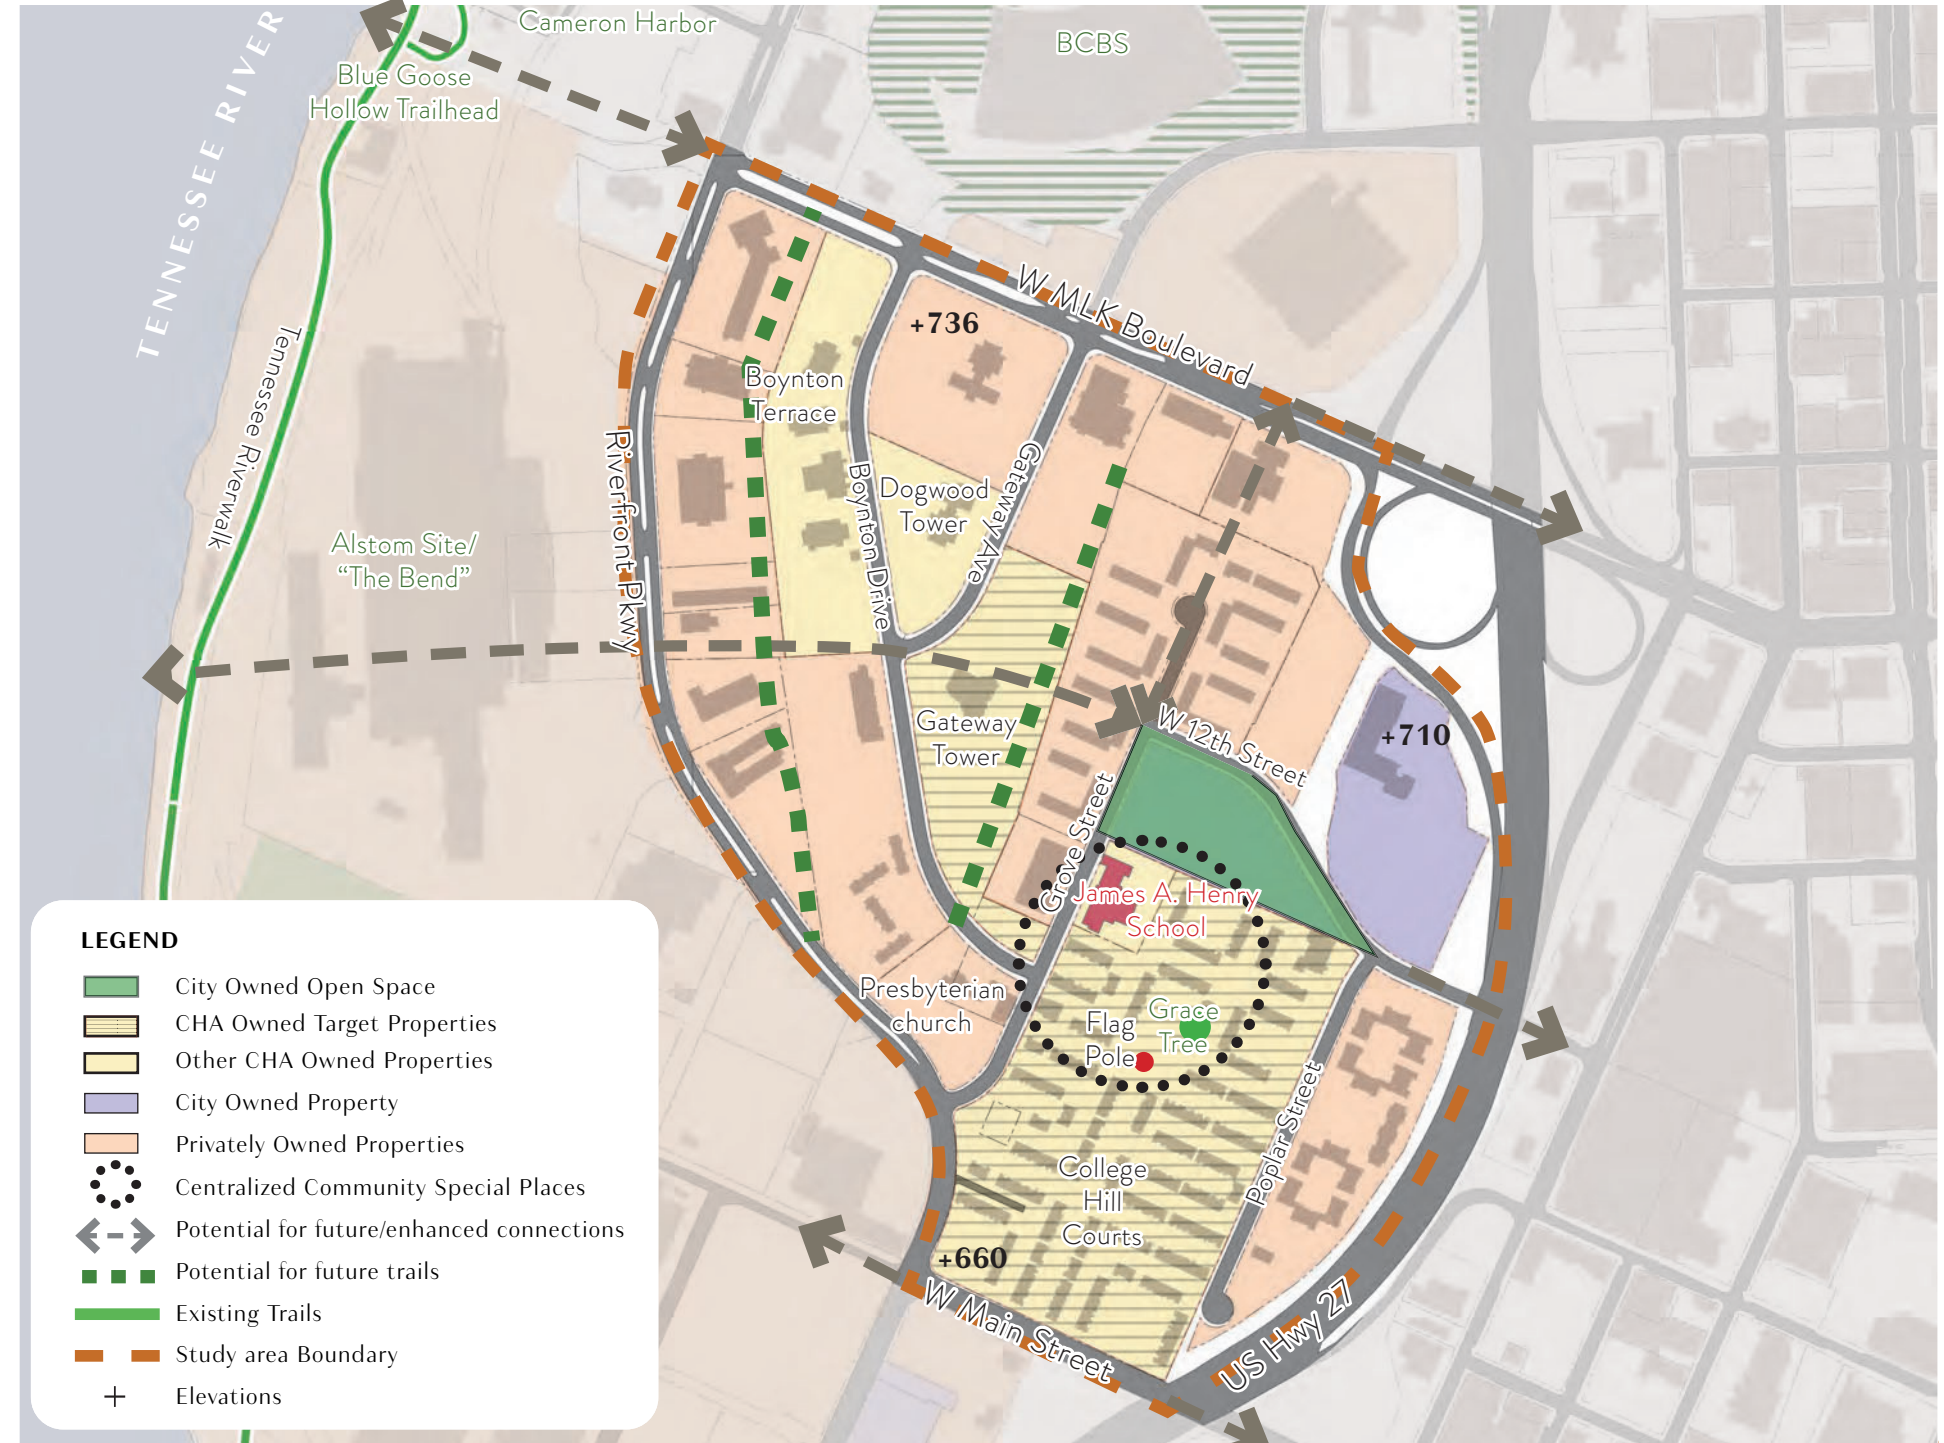 Cameron Harbor
BCBS
Blue Goose
Hollow Trailhead
TENNESSEE RIVER
W MLK Boulevard
+736
Tennessee Riverwalk
Boynton
Terrace
Riverfront Pkwy
Boynton Drive
Dogwood
Tower
Gateway Ave
Alstom Site/
“The Bend”
Gateway
Tower
W 12th Street
+710
Grove Street
James A. Henry
School
Presbyterian
church
Flag
Pole
Grace
Tree
Poplar Street
College
Hill
Courts
+660
W Main Street
US Hwy 27
LEGEND
City Owned Open Space
CHA Owned Target Properties
Other CHA Owned Properties
City Owned Property
Privately Owned Properties
Centralized Community Special Places
Potential for future/enhanced connections
Potential for future trails
Existing Trails
Study area Boundary
+ Elevations